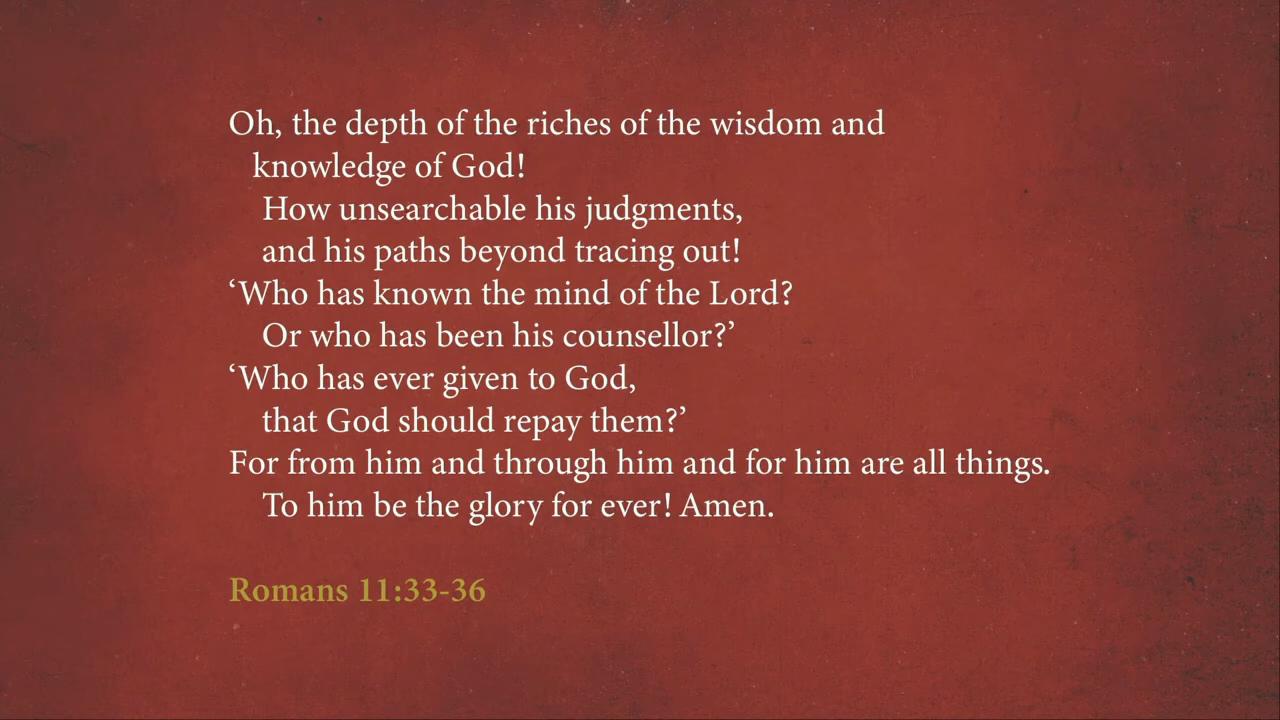 Oh, the depth of the riches of the wisdom and
knowledge of God!
How unsearchable his judgments,
and his paths beyond tracing out!
‘Who has known the mind of the Lord?
Or who has been his counsellor?’
‘Who has ever given to God,
that God should repay them?’
For from him and through him and for him are all things.
To him be the glory for ever! Amen.
Romans 11:33-36